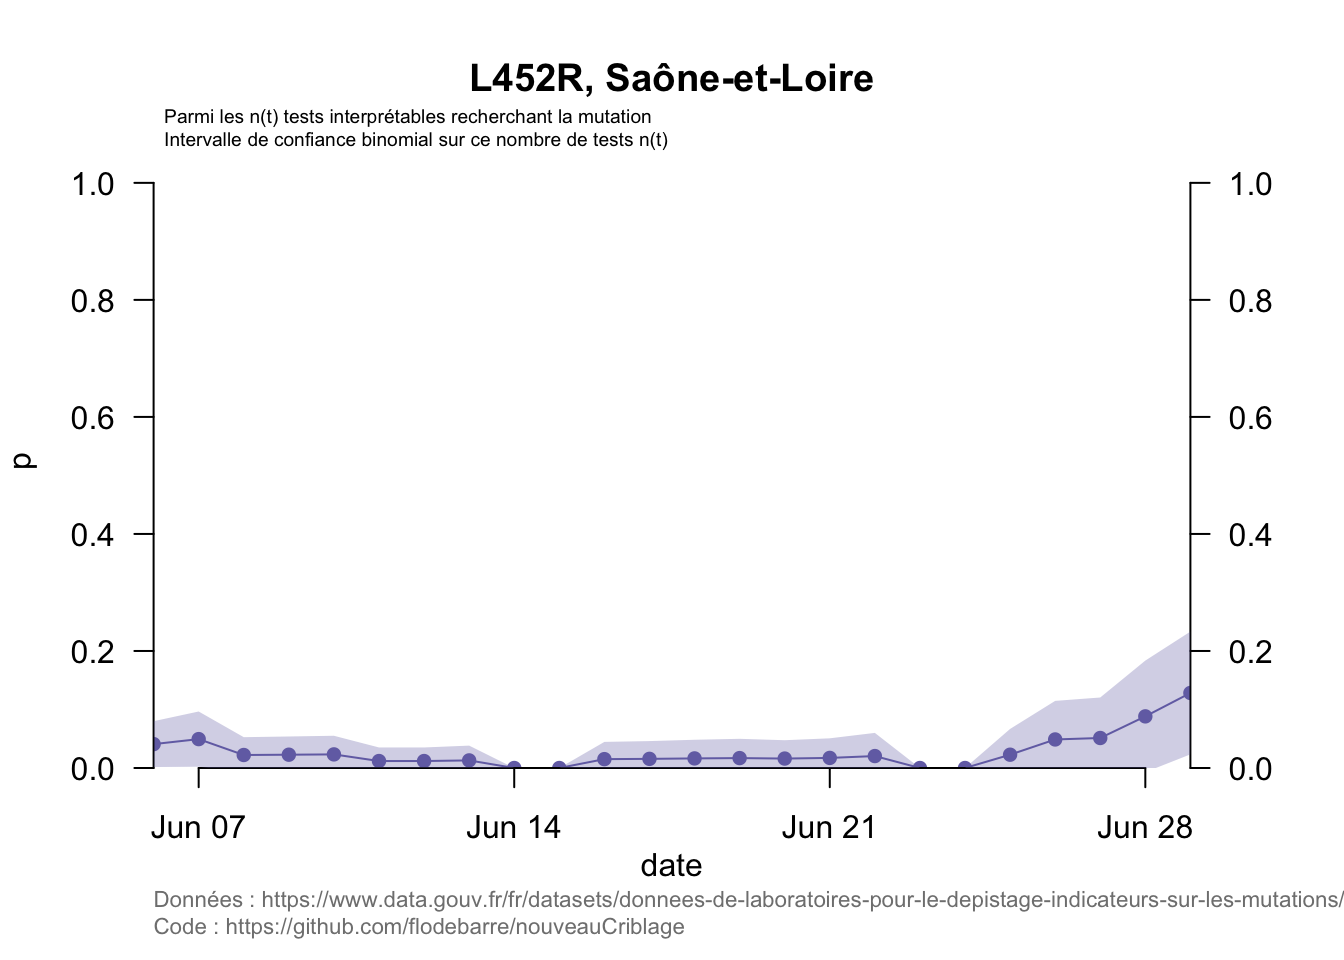 L452R, Saône-et-Loire
Parmi les n(t) tests interprétables recherchant la mutation
Intervalle de confiance binomial sur ce nombre de tests n(t)
1.0 1.0
0.8 0.8
0.6 0.6
p
0.4 0.4
0.2 0.2
0.0 0.0
Jun 07 Jun 14 Jun 21 Jun 28
date
Données : https://www.data.gouv.fr/fr/datasets/donnees-de-laboratoires-pour-le-depistage-indicateurs-sur-les-mutations/
Code : https://github.com/flodebarre/nouveauCriblage